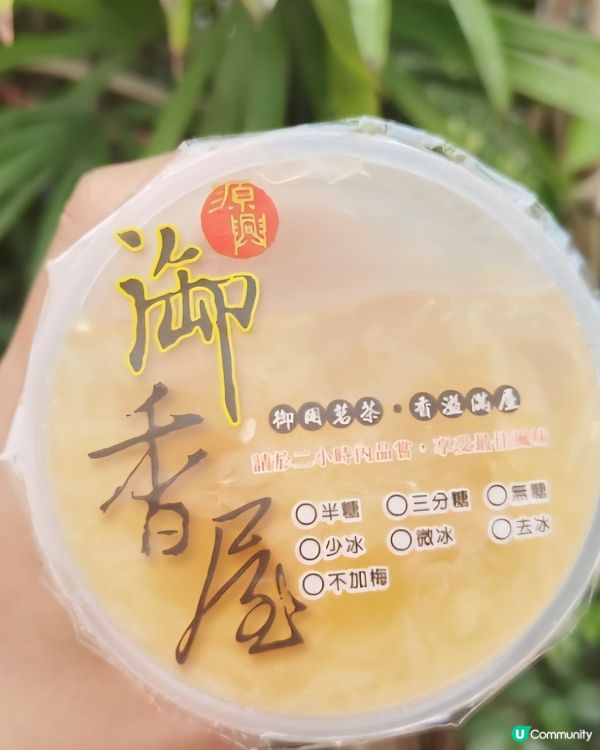 源興
御香屋
御用茗茶・香溢滿屋
請於二小時內品嘗，享受最佳風味
○半糖 ○三分糖 ○無糖
○少冰 ○微冰 ○去冰
○不加梅
U Community